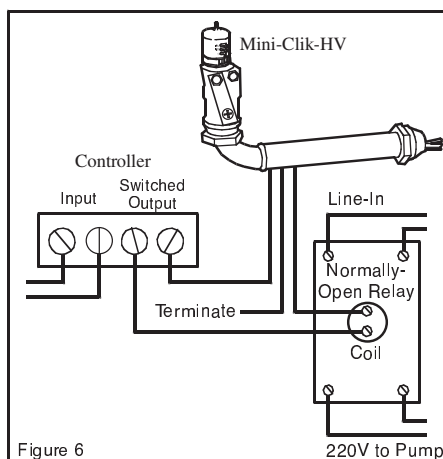 Mini-Clik-HV
Controller
Input
Switched
Output
Line-In
Normally-
Open Relay
Terminate
Coil
Figure 6
220V to Pump